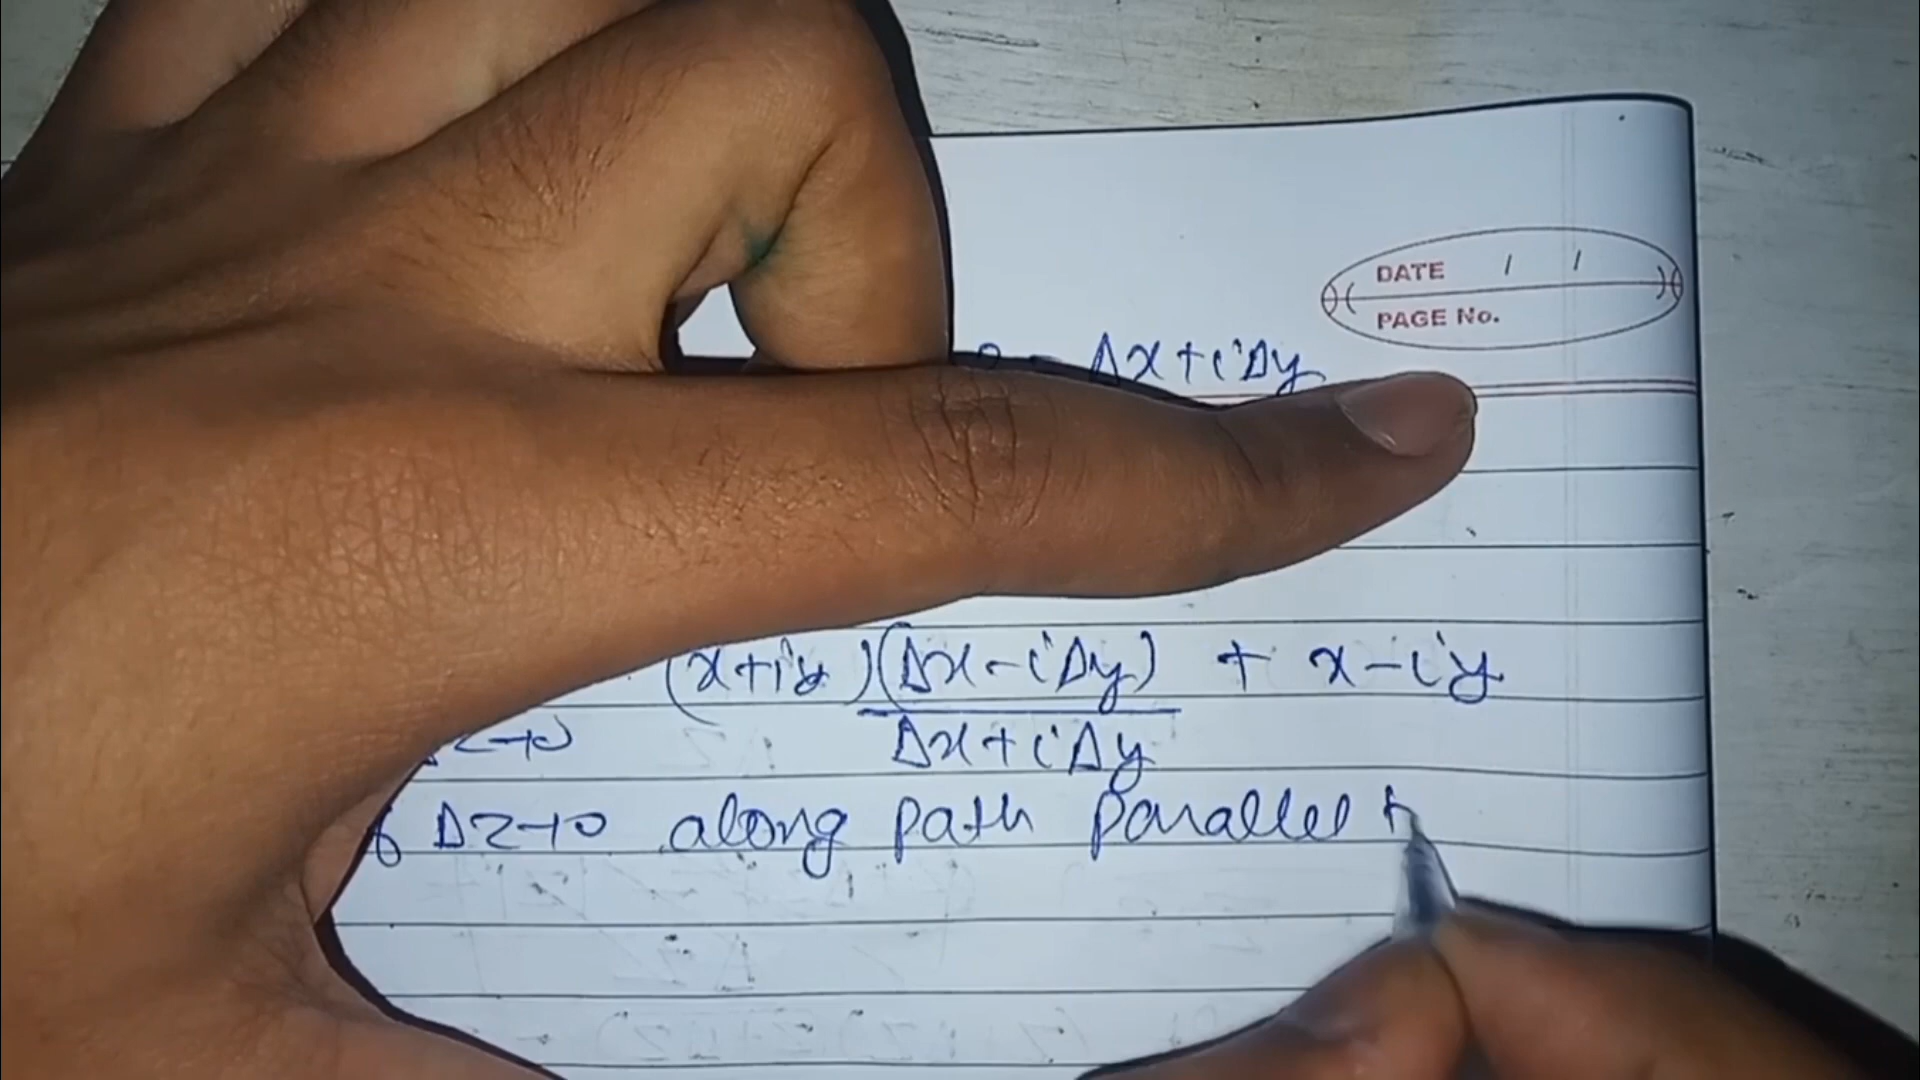 DATE / /
PAGE No.
Δx+iΔy
(x+iy)(Δx-iΔy) + x-iy
Δx+iΔy
Δz→0 along path parallel